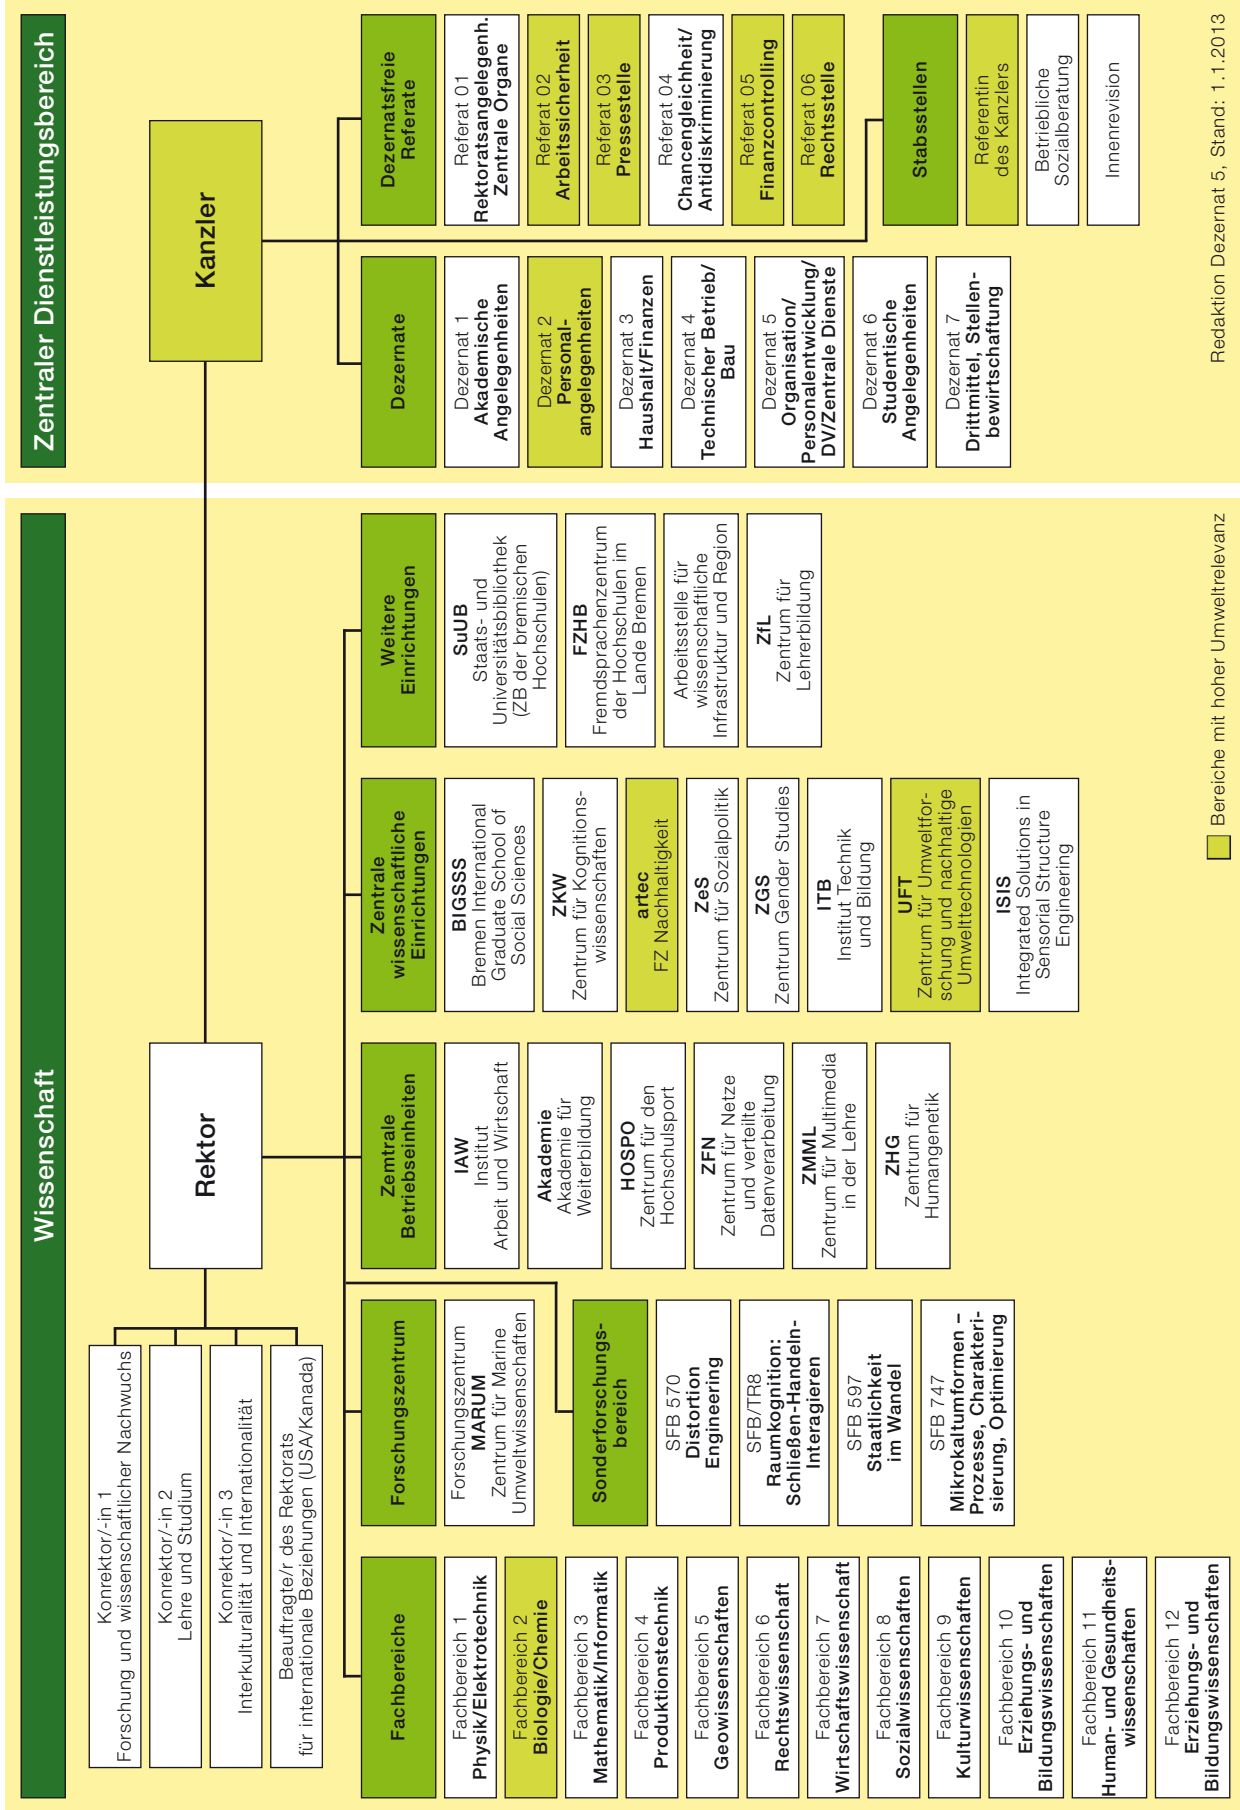 Wissenschaft
Zentraler Dienstleistungsbereich
Konrektor/-in 1
Forschung und wissenschaftlicher Nachwuchs
Konrektor/-in 2
Lehre und Studium
Konrektor/-in 3
Interkulturalität und Internationalität
Beauftragte/r des Rektorats
für internationale Beziehungen (USA/Kanada)
Rektor
Kanzler
Fachbereiche
Fachbereich 1
Physik/Elektrotechnik
Fachbereich 2
Biologie/Chemie
Fachbereich 3
Mathematik/Informatik
Fachbereich 4
Produktionstechnik
Fachbereich 5
Geowissenschaften
Fachbereich 6
Rechtswissenschaft
Fachbereich 7
Wirtschaftswissenschaft
Fachbereich 8
Sozialwissenschaften
Fachbereich 9
Kulturwissenschaften
Fachbereich 10
Erziehungs- und
Bildungswissenschaften
Fachbereich 11
Human- und Gesundheits-
wissenschaften
Fachbereich 12
Erziehungs- und
Bildungswissenschaften
Forschungszentrum
Forschungszentrum
MARUM
Zentrum für Marine
Umweltwissenschaften
Sonderforschungs-
bereich
SFB 570
Distortion
Engineering
SFB/TR8
Raumkognition:
Schließen-Handeln-
Interagieren
SFB 597
Staatlichkeit
im Wandel
SFB 747
Mikrokaltumformen –
Prozesse, Charakteri-
sierung, Optimierung
Zemtrale
Betriebseinheiten
IAW
Institut
Arbeit und Wirtschaft
Akademie
Akademie für
Weiterbildung
HOSPO
Zentrum für den
Hochschulsport
ZFN
Zentrum für Netze
und verteilte
Datenverarbeitung
ZMML
Zentrum für Multimedia
in der Lehre
ZHG
Zentrum für
Humangenetik
Zentrale
wissenschaftliche
Einrichtungen
BIGSSS
Bremen International
Graduate School of
Social Sciences
ZKW
Zentrum für Kognitions-
wissenschaften
artec
FZ Nachhaltigkeit
ZeS
Zentrum für Sozialpolitik
ZGS
Zentrum Gender Studies
ITB
Institut Technik
und Bildung
UFT
Zentrum für Umweltfor-
schung und nachhaltige
Umwelttechnologien
ISIS
Integrated Solutions in
Sensorial Structure
Engineering
Weitere
Einrichtungen
SuUB
Staats- und
Universitätsbibliothek
(ZB der bremischen
Hochschulen)
FZHB
Fremdsprachenzentrum
der Hochschulen im
Lande Bremen
Arbeitsstelle für
wissenschaftliche
Infrastruktur und Region
ZfL
Zentrum für
Lehrerbildung
Dezernate
Dezernat 1
Akademische
Angelegenheiten
Dezernat 2
Personal-
angelegenheiten
Dezernat 3
Haushalt/Finanzen
Dezernat 4
Technischer Betrieb/
Bau
Dezernat 5
Organisation/
Personalentwicklung/
DV/Zentrale Dienste
Dezernat 6
Studentische
Angelegenheiten
Dezernat 7
Drittmittel, Stellen-
bewirtschaftung
Dezernatsfreie
Referate
Referat 01
Rektoratsangelegenh.
Zentrale Organe
Referat 02
Arbeitssicherheit
Referat 03
Pressestelle
Referat 04
Chancengleichheit/
Antidiskriminierung
Referat 05
Finanzcontrolling
Referat 06
Rechtsstelle
Stabsstellen
Referentin
des Kanzlers
Betriebliche
Sozialberatung
Innenrevision
Bereiche mit hoher Umweltrelevanz
Redaktion Dezernat 5, Stand: 1.1.2013